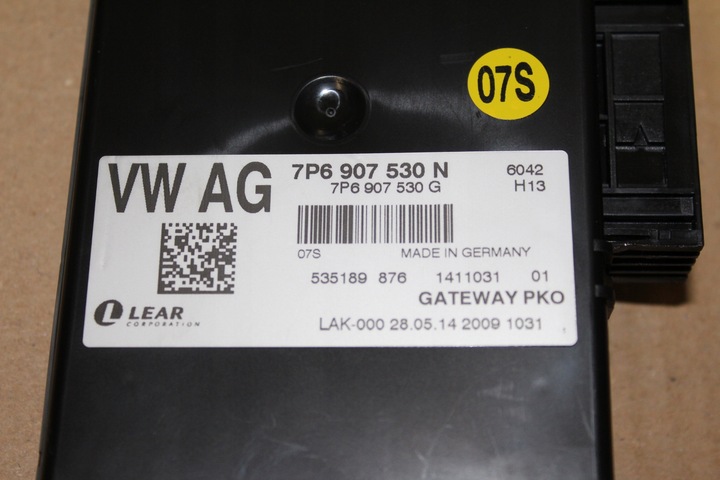 07S
VW AG
7P6 907 530 N
6042
7P6 907 530 G
H13
07S
MADE IN GERMANY
535189 876 1411031 01
GATEWAY PKO
LEAR
CORPORATION
LAK-000 28.05.14 2009 1031